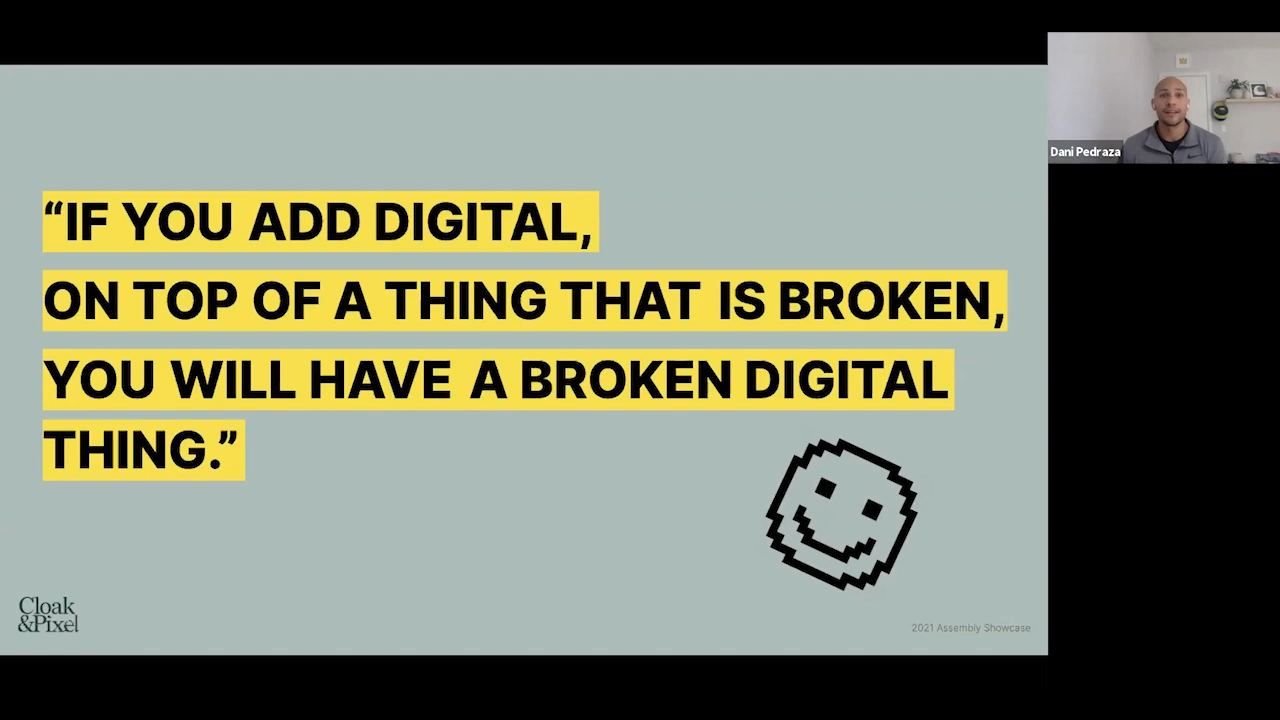 “IF YOU ADD DIGITAL,
ON TOP OF A THING THAT IS BROKEN,
YOU WILL HAVE A BROKEN DIGITAL
THING.”
Cloak
&Pixel
2021 Assembly Showcase
Dani Pedraza